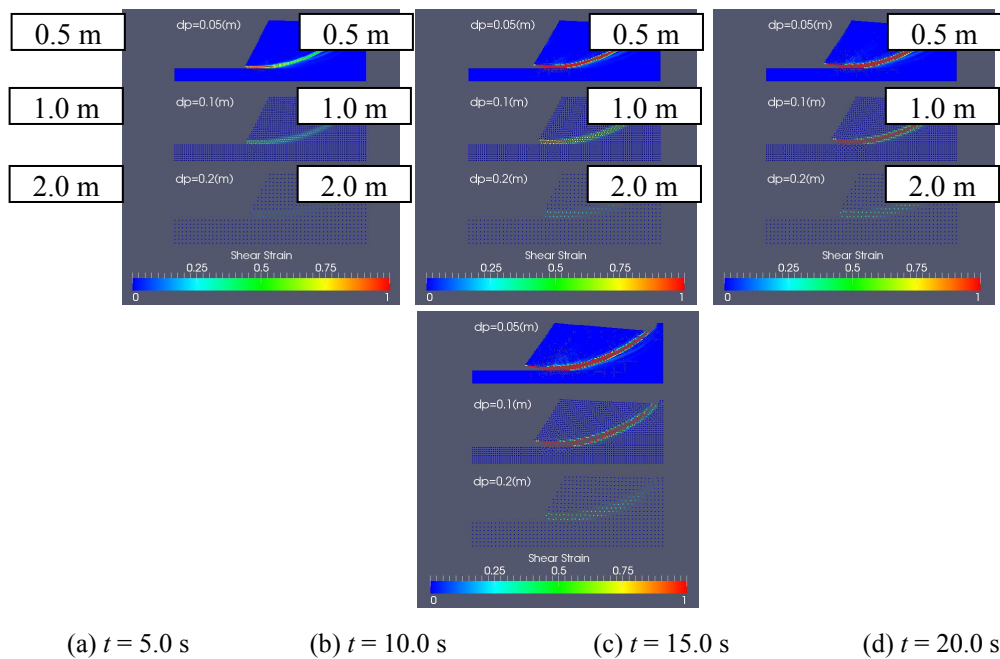 0.5 m dp=0.05(m) 0.5 m dp=0.05(m) 0.5 m dp=0.05(m) 0.5 m
1.0 m dp=0.1(m) 1.0 m dp=0.1(m) 1.0 m dp=0.1(m) 1.0 m
2.0 m dp=0.2(m) 2.0 m dp=0.2(m) 2.0 m dp=0.2(m) 2.0 m
Shear Strain Shear Strain Shear Strain
0.25 0.5 0.75 0.25 0.5 0.75 0.25 0.5 0.75
0 1 0 1 0 1
dp=0.05(m)
dp=0.1(m)
dp=0.2(m)
Shear Strain
0.25 0.5 0.75
0 1
(a) t = 5.0 s (b) t = 10.0 s (c) t = 15.0 s (d) t = 20.0 s